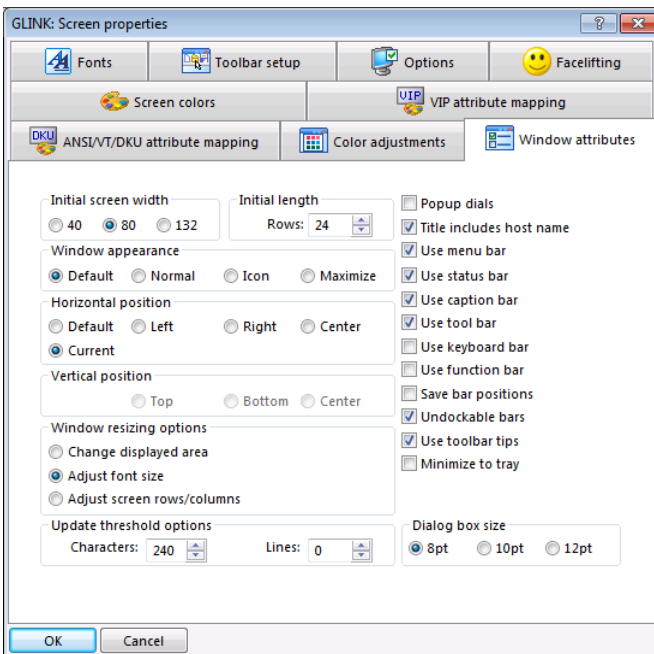 GLINK: Screen properties
Fonts
Toolbar setup
Options
Facelifting
Screen colors
VIP
VIP attribute mapping
DKU
ANSI/VT/DKU attribute mapping
Color adjustments
Window attributes
Initial screen width
40 80 132
Initial length
Rows: 24
Window appearance
Default Normal Icon Maximize
Horizontal position
Default Left Right Center
Current
Vertical position
Top Bottom Center
Window resizing options
Change displayed area
Adjust font size
Adjust screen rows/columns
Update threshold options
Characters: 240 Lines: 0
Popup dials
Title includes host name
Use menu bar
Use status bar
Use caption bar
Use tool bar
Use keyboard bar
Use function bar
Save bar positions
Undockable bars
Use toolbar tips
Minimize to tray
Dialog box size
8pt 10pt 12pt
OK Cancel